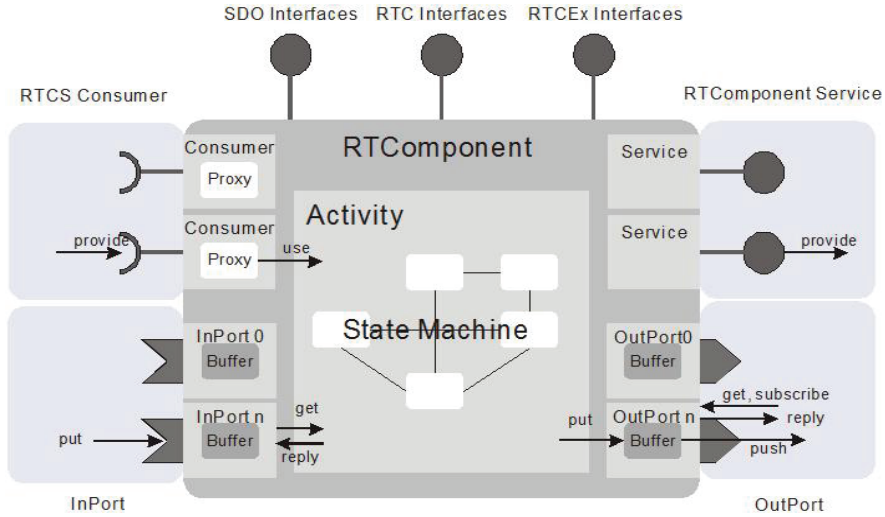 SDO Interfaces
RTC Interfaces
RTCEx Interfaces
RTCS Consumer
RTComponent Service
Consumer
Proxy
RTComponent
Service
Activity
Consumer
Proxy
provide
use
Service
provide
State Machine
InPort 0
Buffer
OutPort0
Buffer
InPort n
Buffer
put
get
reply
put
OutPort n
Buffer
get, subscribe
reply
push
InPort
OutPort